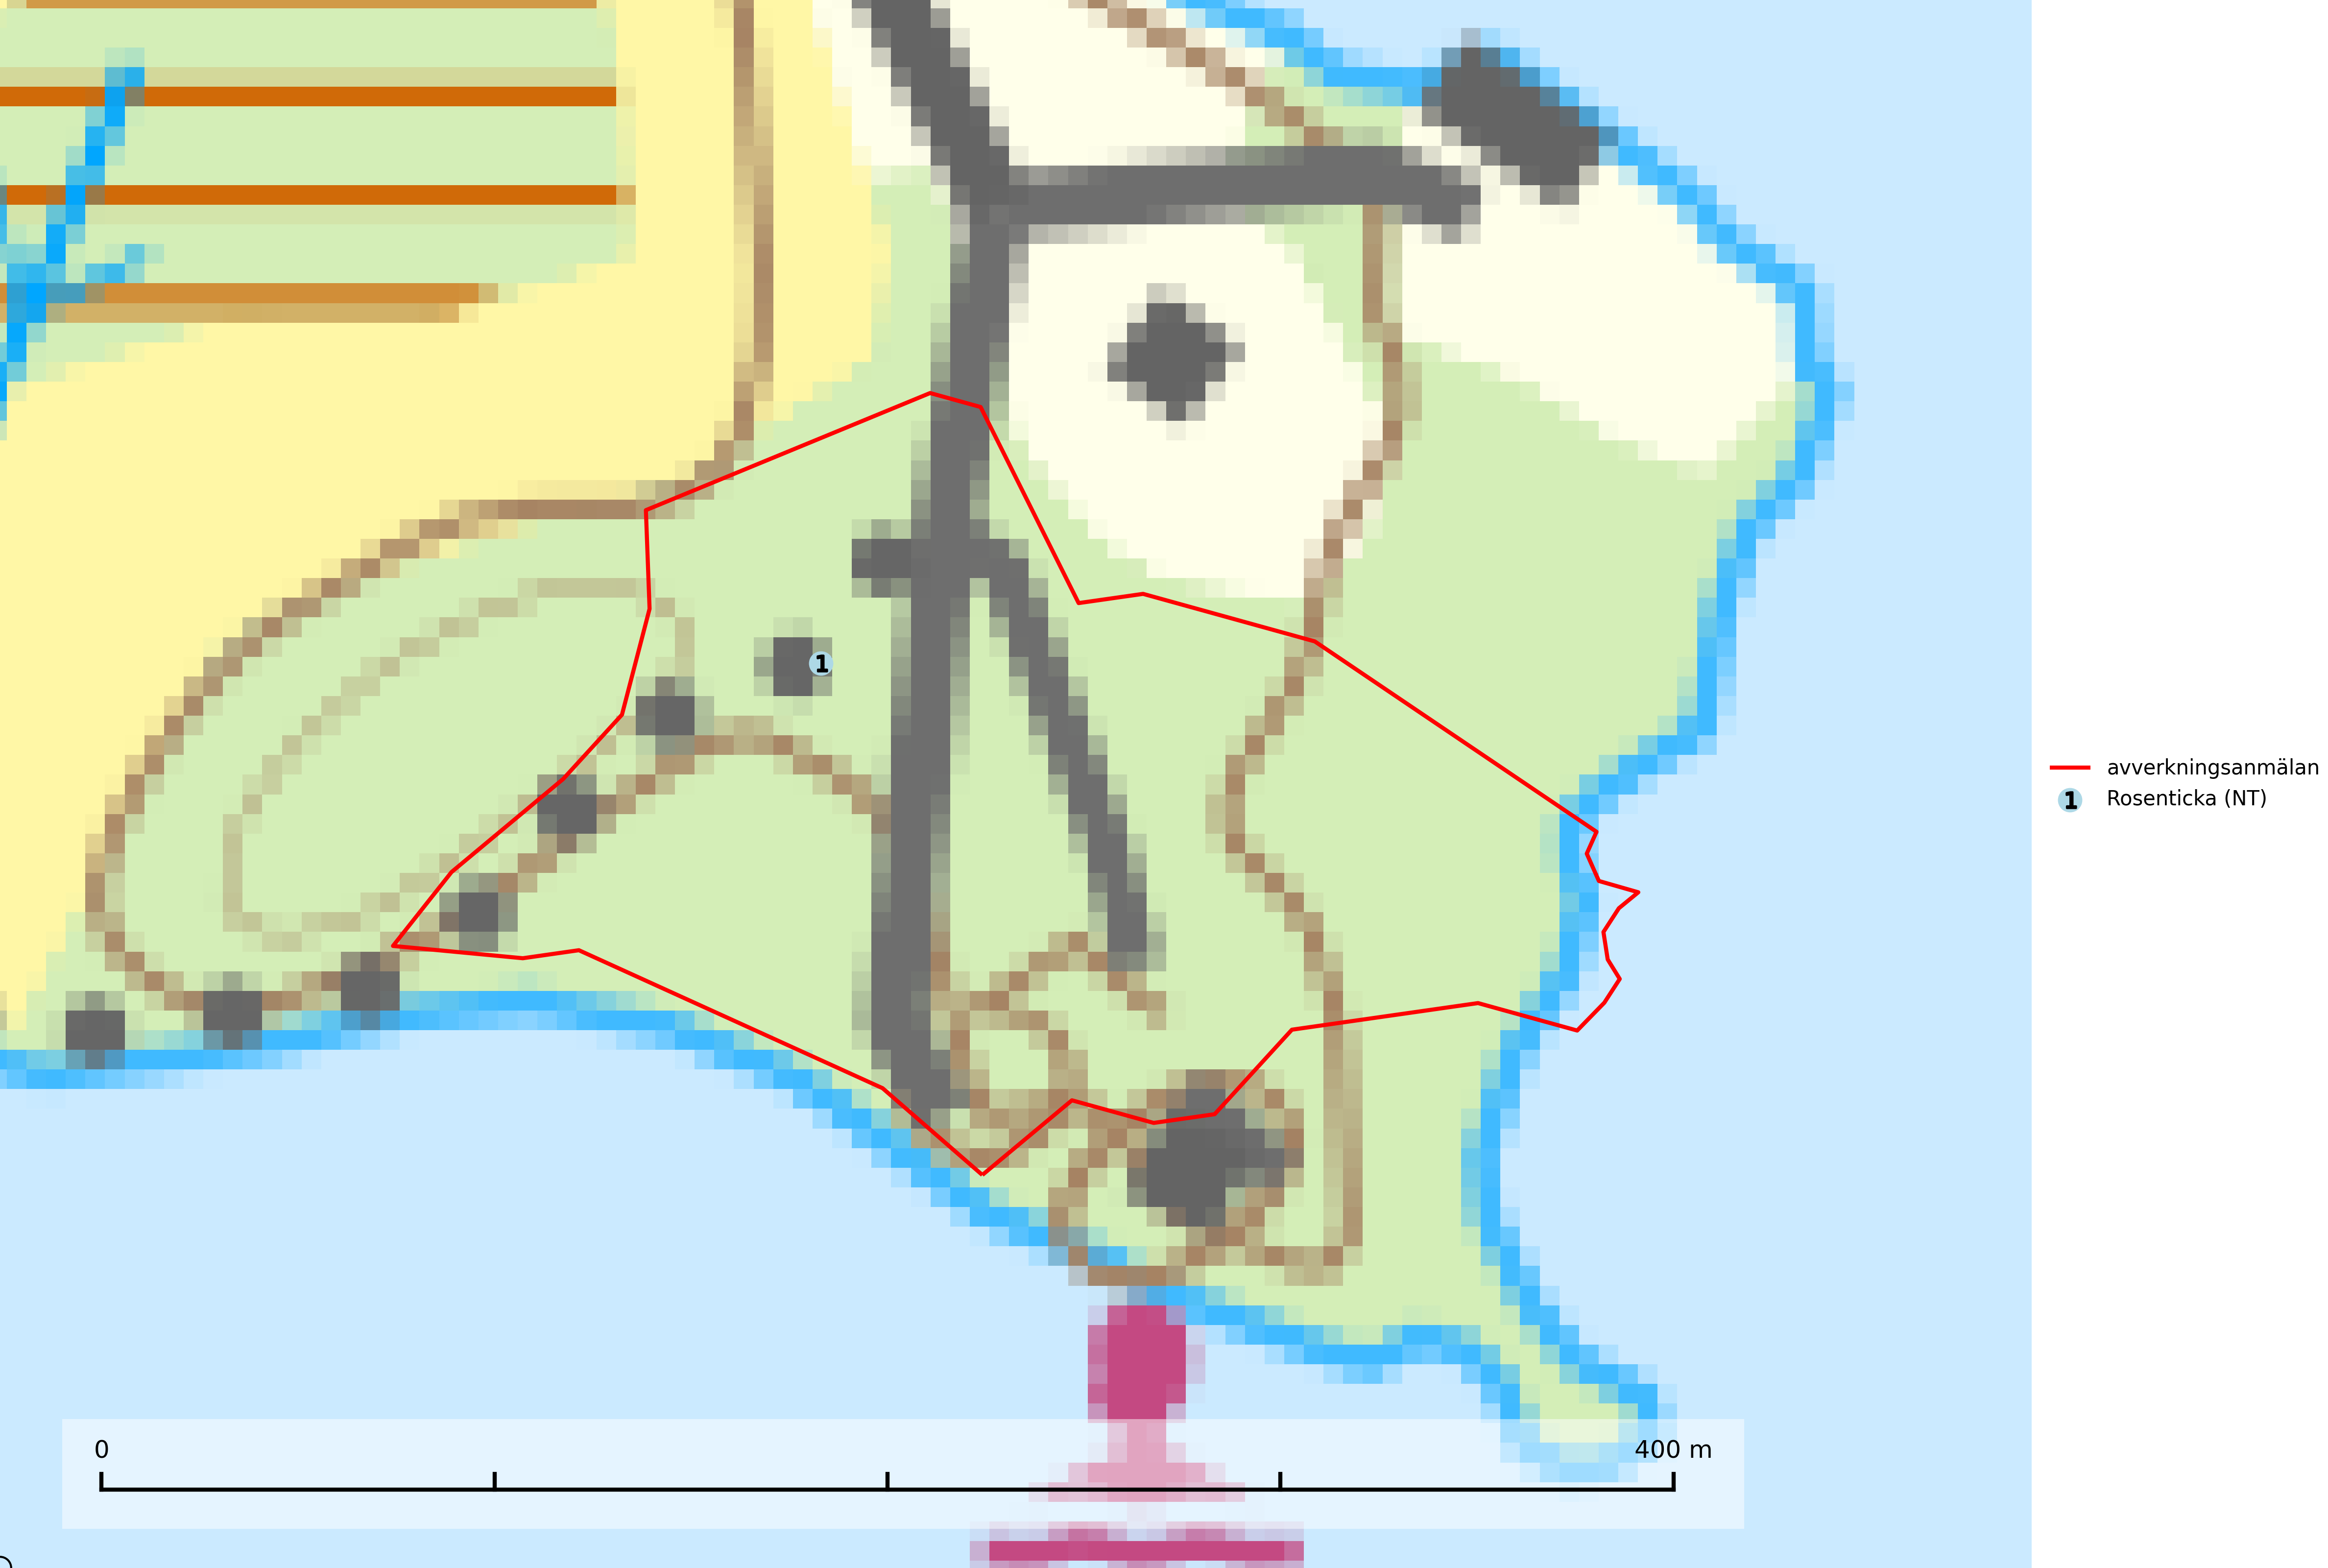 1
avverkningsanmälan
1 Rosenticka (NT)
0 400 m